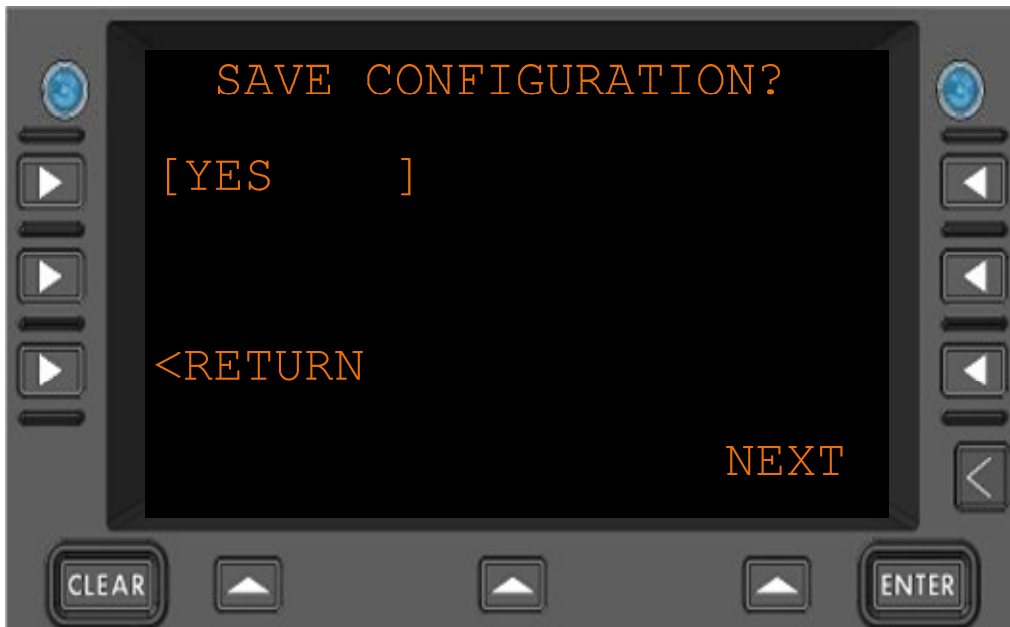 SAVE CONFIGURATION?
[YES     ]
<RETURN
NEXT
CLEAR
ENTER